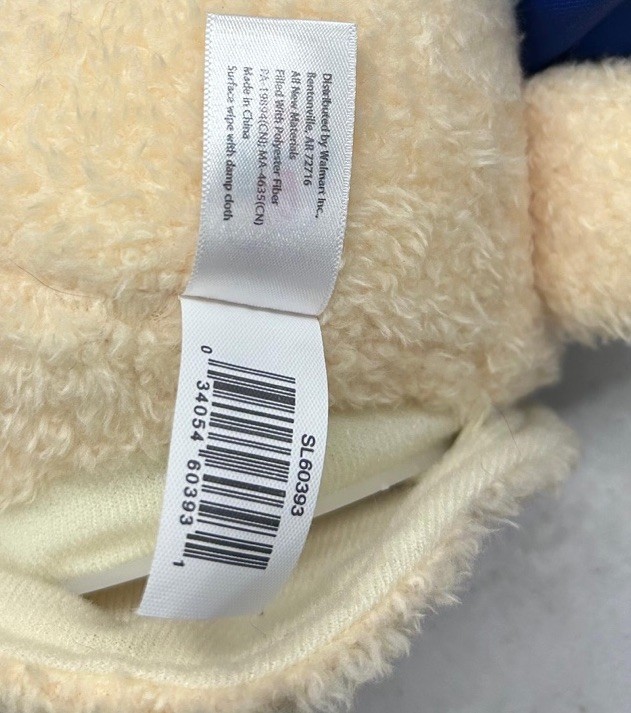 Distributed by Walmart Inc.,
Bentonville, AR 72716
All New Materials
Filled With Polyester Fiber
PA-19894(CN); MA-4635(CN)
Made in China
Surface wipe with damp cloth
SL60393
0 34054 60393 1